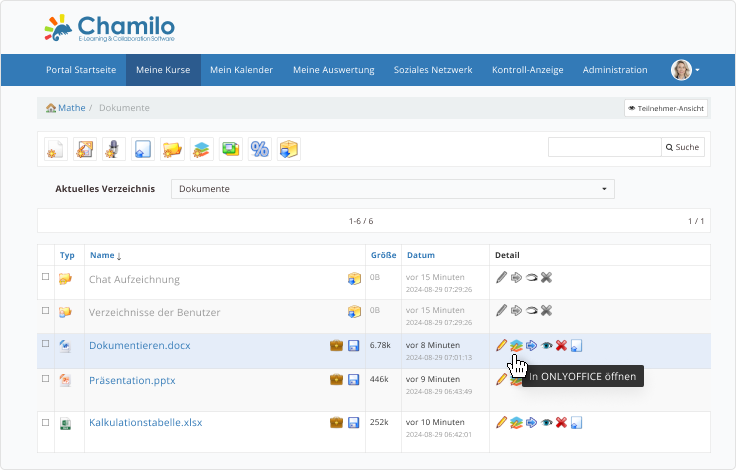 Chamilo
E-Learning & Collaboration Software
Portal Startseite Meine Kurse Mein Kalender Meine Auswertung Soziales Netzwerk Kontroll-Anzeige Administration
Mathe / Dokumente Teilnehmer-Ansicht
Suche
Aktuelles Verzeichnis Dokumente
1-6 / 6 1 / 1
Typ Name ↓ Größe Datum Detail
Chat Aufzeichnung 0B vor 15 Minuten
2024-08-29 07:29:26
Verzeichnisse der Benutzer 0B vor 15 Minuten
2024-08-29 07:29:26
Dokumentieren.docx 6.78k vor 8 Minuten
2024-08-29 07:01:13
In ONLYOFFICE öffnen
Präsentation.pptx 446k vor 9 Minuten
2024-08-29 06:43:49
Kalkulationstabelle.xlsx 252k vor 10 Minuten
2024-08-29 06:42:01